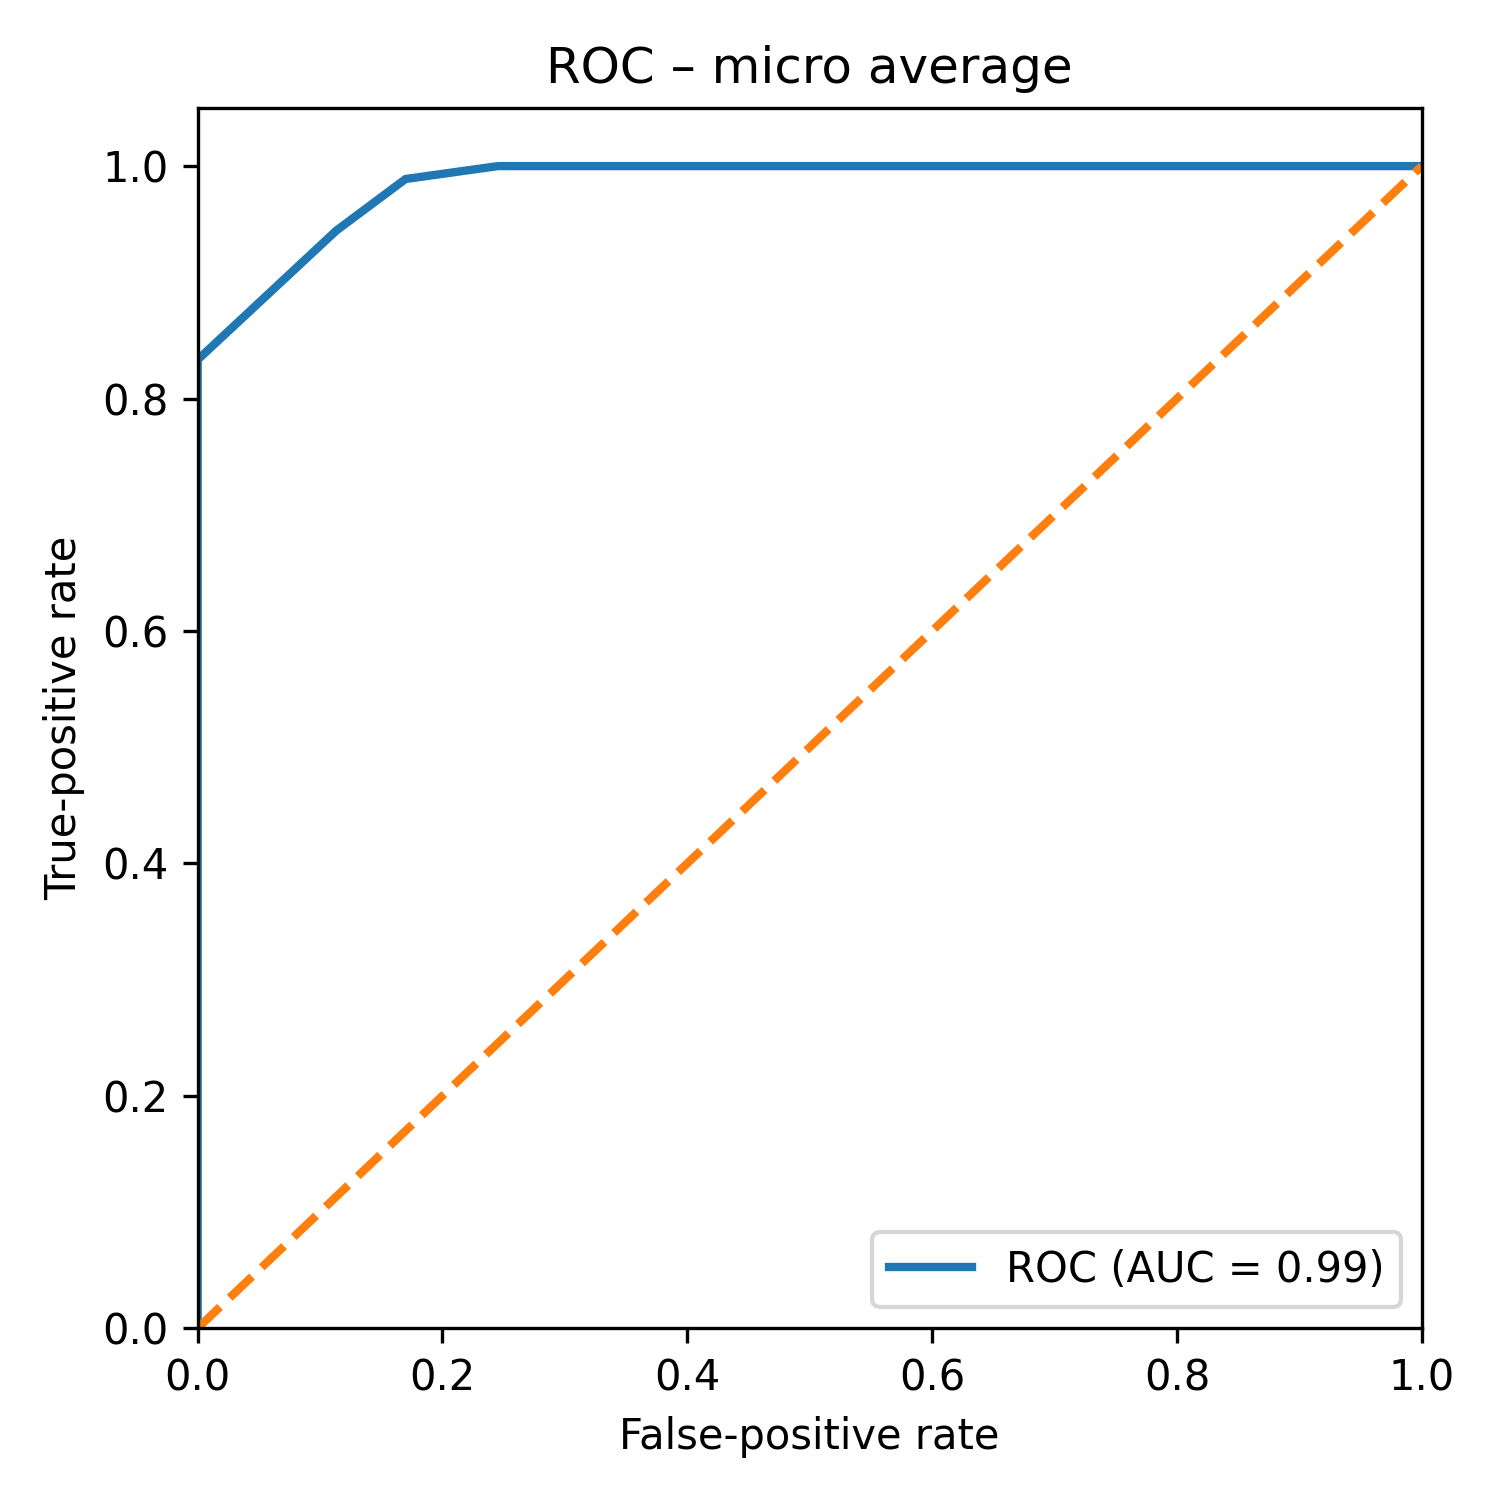 ROC – micro average
1.0
0.8
0.6
0.4
0.2
0.0
True-positive rate
ROC (AUC = 0.99)
0.0 0.2 0.4 0.6 0.8 1.0
False-positive rate